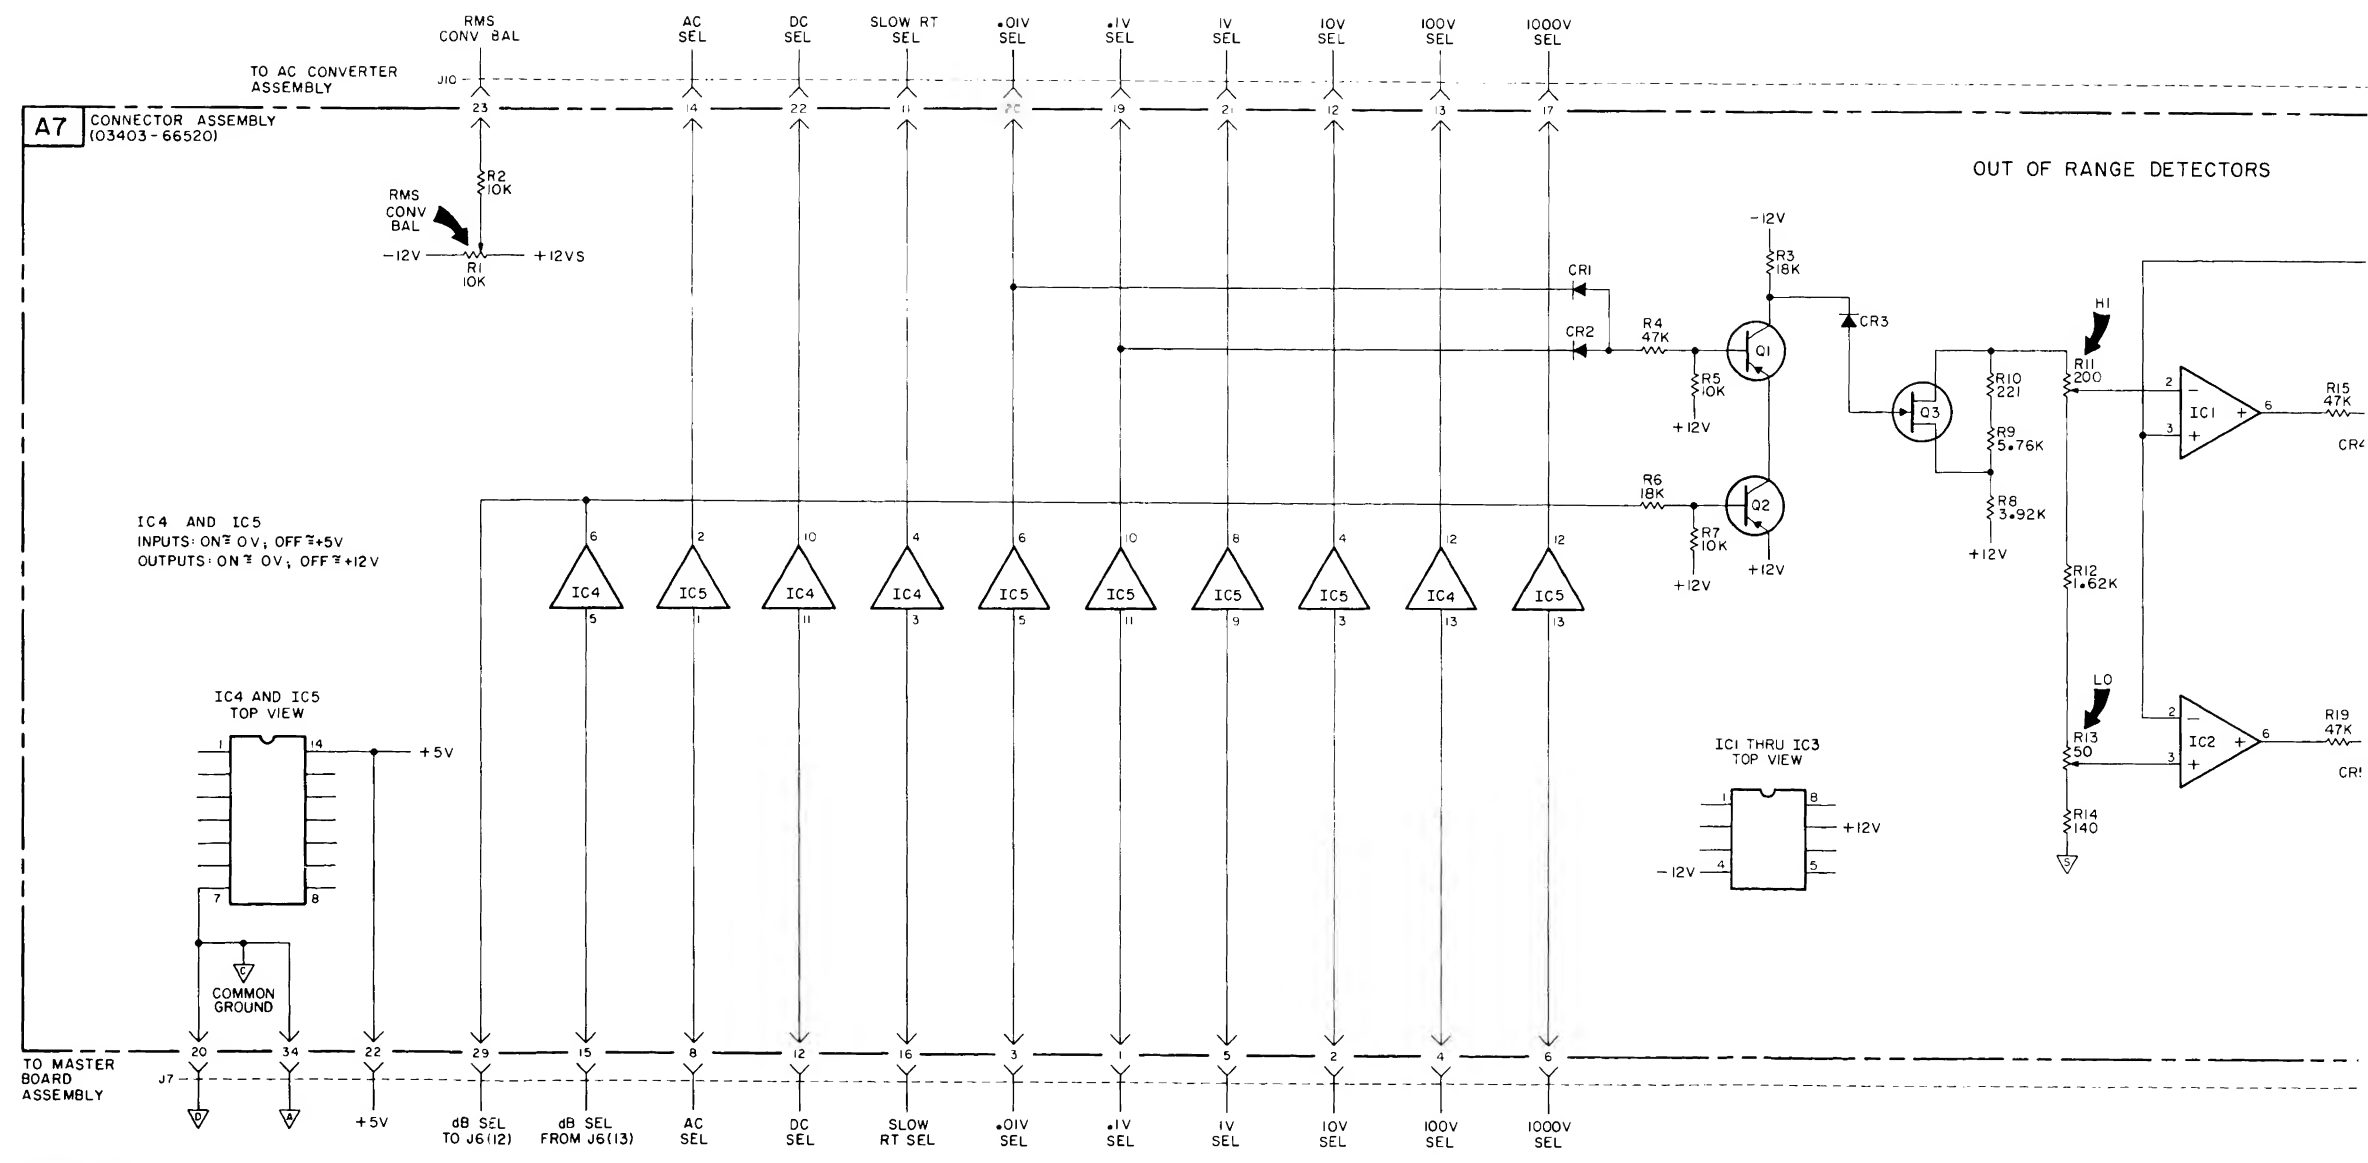 RMS
CONV BAL
AC
SEL
DC
SEL
SLOW RT
SEL
.01V
SEL
.1V
SEL
1V
SEL
10V
SEL
100V
SEL
1000V
SEL
TO AC CONVERTER
ASSEMBLY
J10
23 14 22 11 20 19 21 12 13 17
A7
CONNECTOR ASSEMBLY
(03403-66520)
OUT OF RANGE DETECTORS
R2
10K
RMS
CONV
BAL
-12V
+12VS
R1
10K
-12V
R3
18K
CR1
CR2
R4
47K
Q1
CR3
R5
10K
+12V
HI
R11
200
R10
221
Q3
R9
5.76K
2
-
IC1
+
6
3
+
R15
47K
CR4
R6
18K
Q2
R7
10K
+12V
+12V
R8
3.92K
+12V
R12
1.62K
IC4 AND IC5
INPUTS: ON≅0V; OFF≅+5V
OUTPUTS: ON≅0V; OFF≅+12V
6 2 10 4 6 10 8 4 12 12
IC4 IC5 IC4 IC4 IC5 IC5 IC5 IC5 IC4 IC5
5 1 11 3 5 11 9 3 13 13
IC4 AND IC5
TOP VIEW
1
14
+5V
7
8
C
COMMON
GROUND
LO
R13
50
2
-
IC2
+
6
3
+
R19
47K
R14
140
S
IC1 THRU IC3
TOP VIEW
1
8
+12V
-12V
4
5
20 34 22 29 15 8 12 16 3 1 5 2 4 6
TO MASTER
BOARD
ASSEMBLY
J7
D
A
+5V
dB SEL
TO J6(12)
dB SEL
FROM J6(13)
AC
SEL
DC
SEL
SLOW
RT SEL
.01V
SEL
.1V
SEL
1V
SEL
10V
SEL
100V
SEL
1000V
SEL